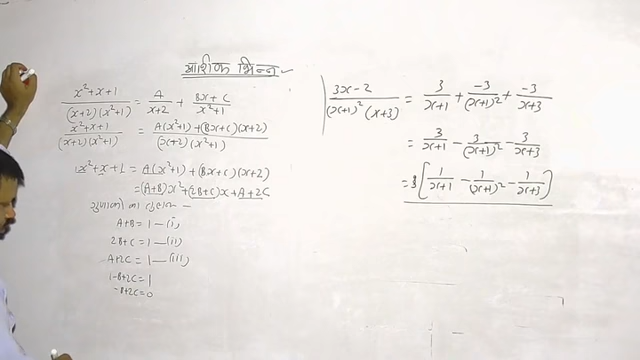 आंशिक भिन्न
(x²+x+1)/((x+2)(x²+1)) = A/(x+2) + (Bx+C)/(x²+1)
(x²+x+1)/((x+2)(x²+1)) = (A(x²+1)+(Bx+C)(x+2))/((x+2)(x²+1))
x²+x+1 = A(x²+1)+(Bx+C)(x+2)
=(A+B)x²+(2B+C)x+A+2C
गुणांको की तुलना –
A+B = 1 —(i)
2B+C = 1 —(ii)
A+2C = 1 —(iii)
1-B+2C = 1
-B+2C=0
(3x-2)/((x+1)²(x+3)) = 3/(x+1) + -3/(x+1)² + -3/(x+3)
= 3/(x+1) - 3/(x+1)² - 3/(x+3)
= 3[1/(x+1) - 1/(x+1)² - 1/(x+3)]